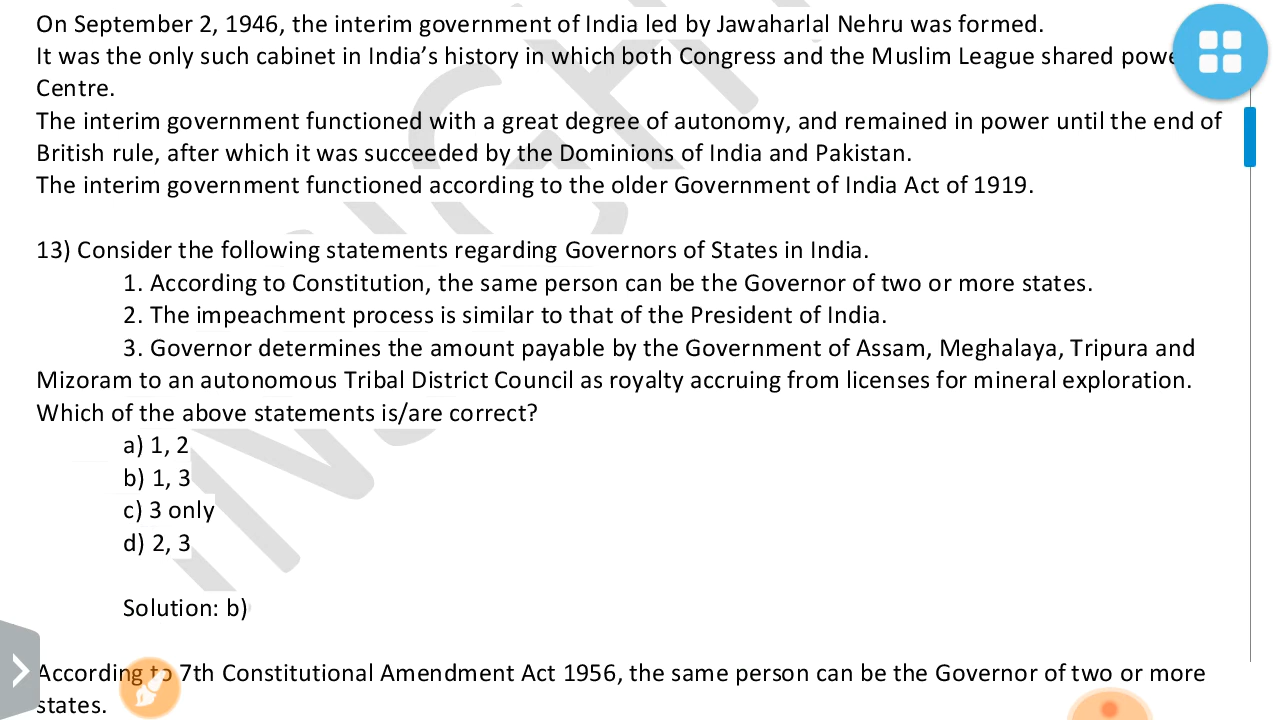 On September 2, 1946, the interim government of India led by Jawaharlal Nehru was formed.
It was the only such cabinet in India’s history in which both Congress and the Muslim League shared
Centre.
The interim government functioned with a great degree of autonomy, and remained in power until the end of
British rule, after which it was succeeded by the Dominions of India and Pakistan.
The interim government functioned according to the older Government of India Act of 1919.
13) Consider the following statements regarding Governors of States in India.
1. According to Constitution, the same person can be the Governor of two or more states.
2. The impeachment process is similar to that of the President of India.
3. Governor determines the amount payable by the Government of Assam, Meghalaya, Tripura and
Mizoram to an autonomous Tribal District Council as royalty accruing from licenses for mineral exploration.
Which of the above statements is/are correct?
a) 1, 2
b) 1, 3
c) 3 only
d) 2, 3
Solution: b)
According to 7th Constitutional Amendment Act 1956, the same person can be the Governor of two or more
states.